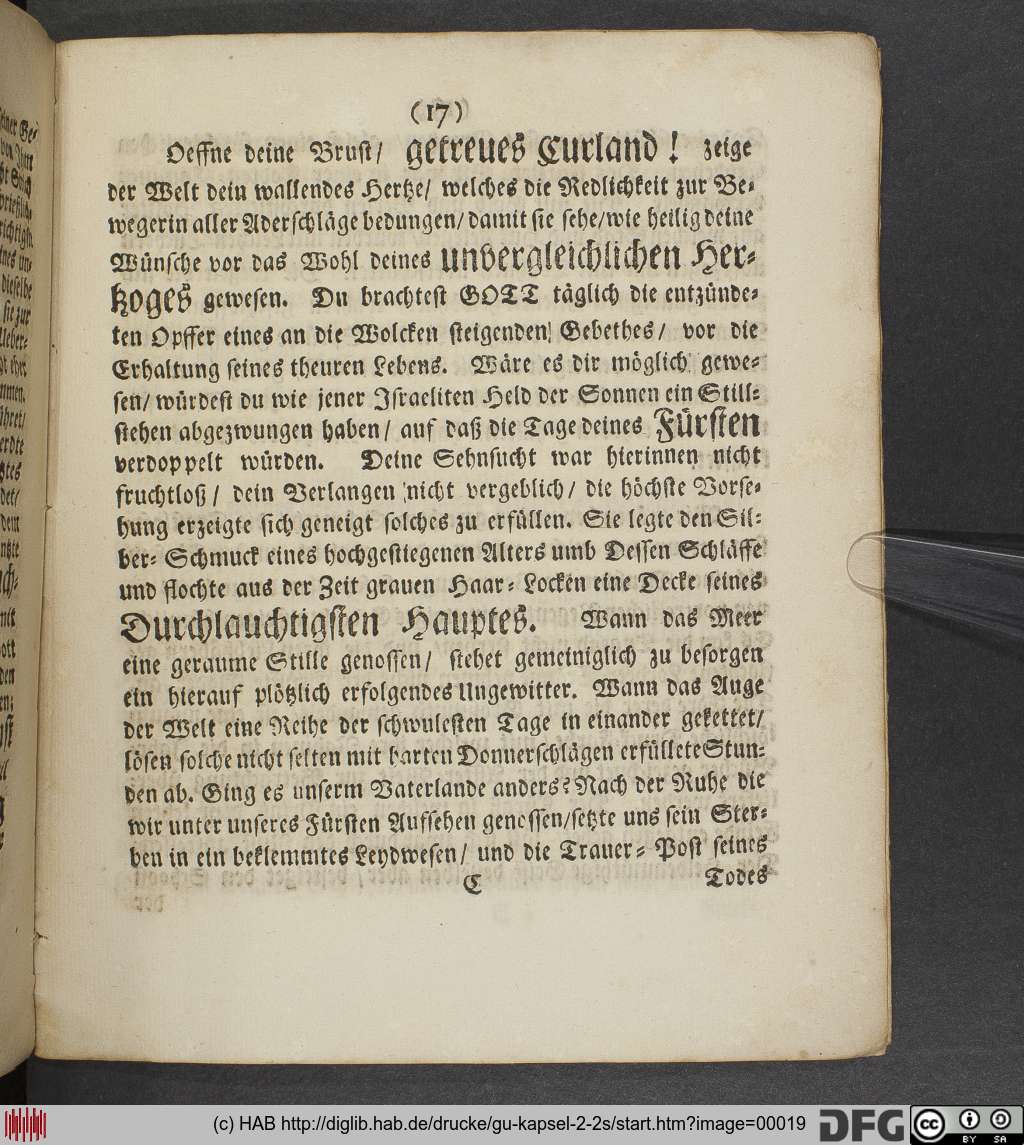 (17)
Oeffne deine Brust/ getreues Curland! zeige
der Welt dein wallendes Hertze/ welches die Redlichkeit zur Be-
wegerin aller Aderschläge bedungen/ damit sie sehe/ wie heilig deine
Wünsche vor das Wohl deines unvergleichlichen Her-
tzoges gewesen. Du brachtest GOTT täglich die entzünde-
ten Opffer eines an die Wolcken steigenden Gebethes/ vor die
Erhaltung seines theuren Lebens. Wäre es dir möglich gewe-
sen/ würdest du wie jener Israeliten Held der Sonnen ein Still-
stehen abgezwungen haben/ auf daß die Tage deines Fürsten
verdoppelt würden. Deine Sehnsucht war hierinnen nicht
fruchtloß/ dein Verlangen nicht vergeblich/ die höchste Vorse-
hung erzeigte sich geneigt solches zu erfüllen. Sie legte den Sil-
ber-Schmuck eines hochgestiegenen Alters umb Dessen Schläffe
und flochte aus der Zeit grauen Haar-Locken eine Decke seines
Durchlauchtigsten Hauptes. Wann das Meer
eine geraume Stille genossen/ stehet gemeiniglich zu besorgen
ein hierauf plötzlich erfolgendes Ungewitter. Wann das Auge
der Welt eine Reihe der schwulesten Tage in einander gekettet/
lösen solche nicht selten mit harten Donnerschlägen erfüllete Stun-
den ab. Ging es unserm Vaterlande anders? Nach der Ruhe die
wir unter unseres Fürsten Aufsehen genossen/ setzte uns sein Ster-
ben in ein beklemmtes Leydwesen/ und die Trauer-Post seines
C Todes
(c) HAB http://diglib.hab.de/drucke/gu-kapsel-2-2s/start.htm?image=00019
DFG
cc BY SA